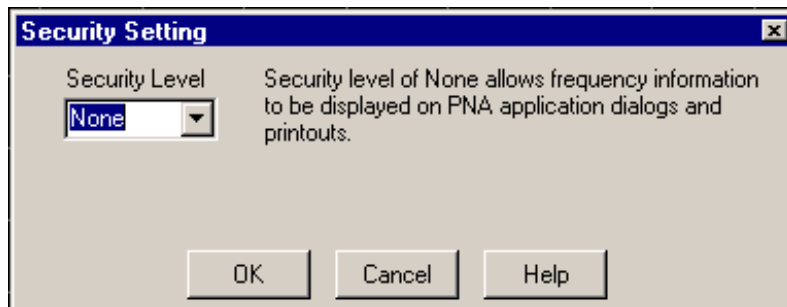 Security Setting
Security Level
None
Security level of None allows frequency information
to be displayed on PNA application dialogs and
printouts.
OK
Cancel
Help